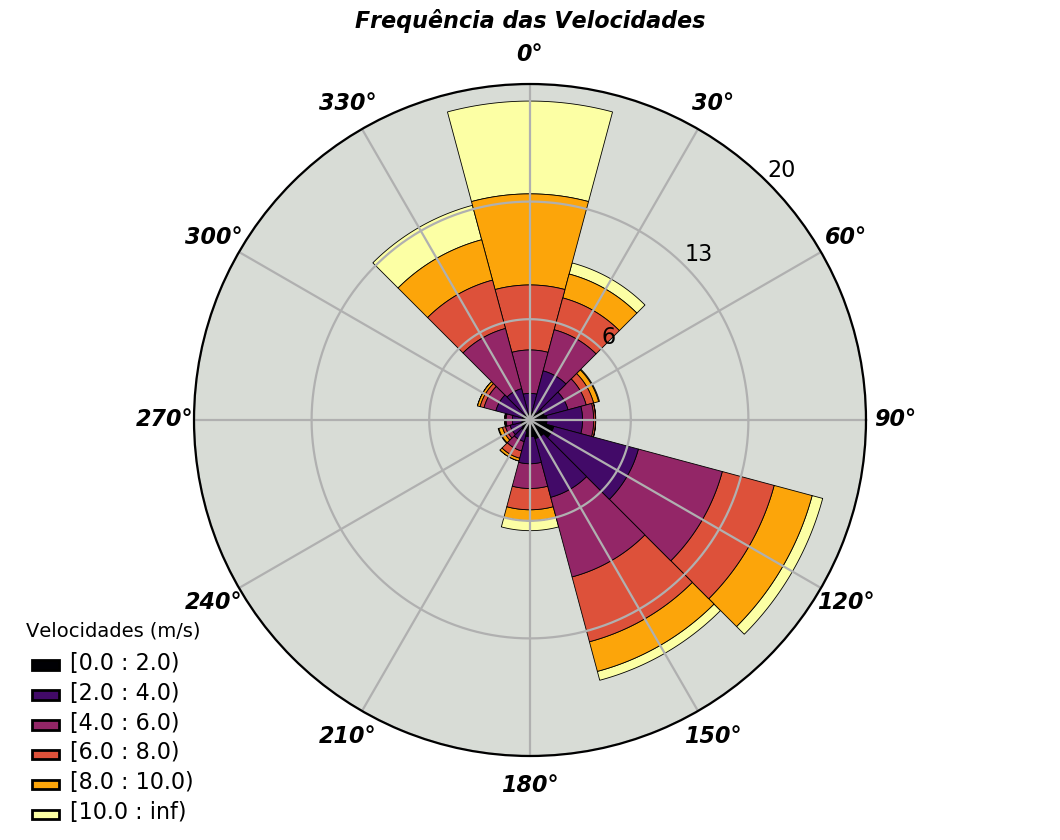 Frequência das Velocidades
0°
330°
30°
20
300°
60°
13
6
270°
90°
240°
120°
210°
150°
180°
Velocidades (m/s)
[0.0 : 2.0)
[2.0 : 4.0)
[4.0 : 6.0)
[6.0 : 8.0)
[8.0 : 10.0)
[10.0 : inf)